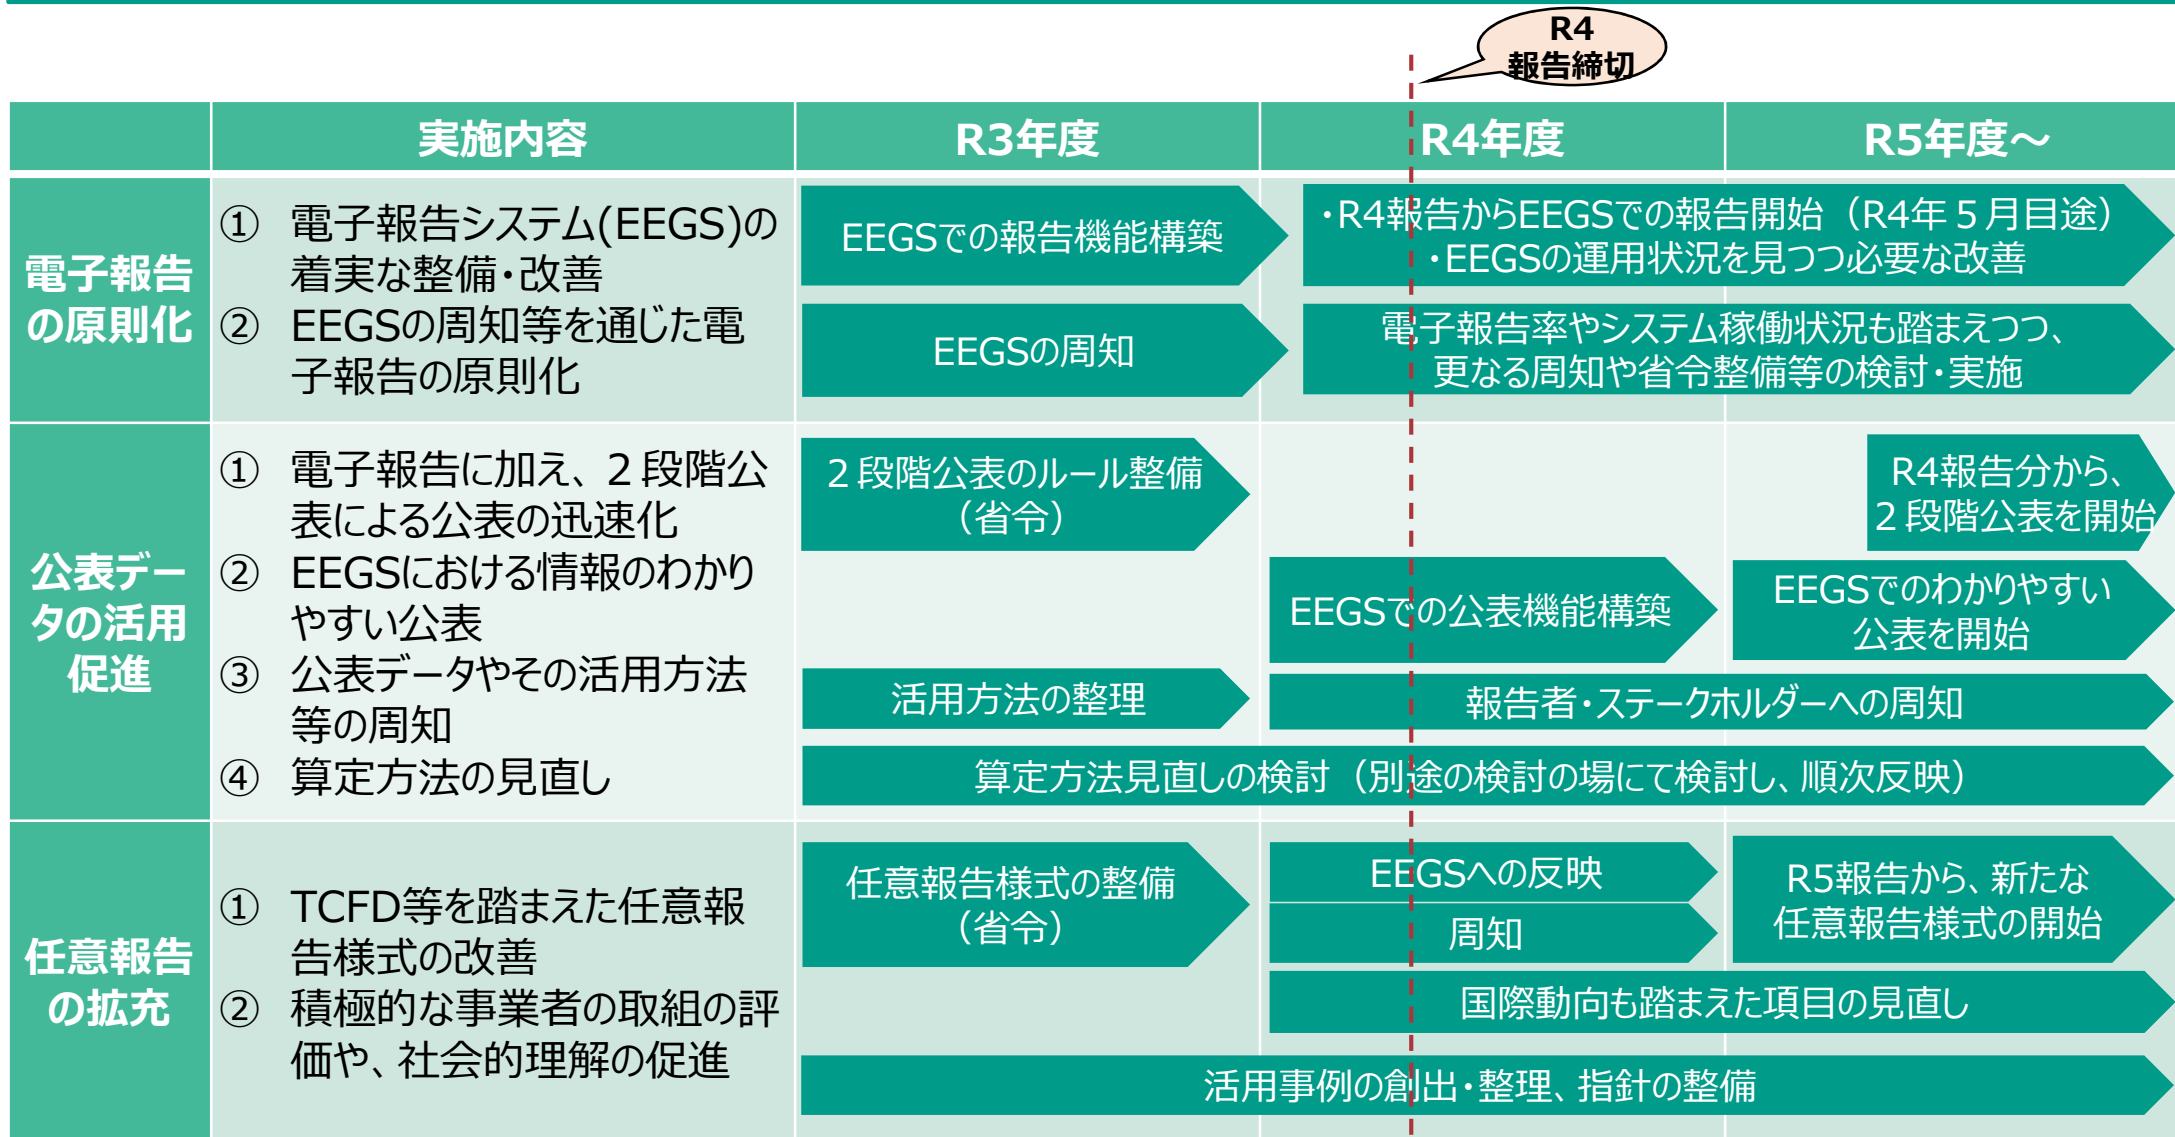 R4
報告締切
実施内容
R3年度
R4年度
R5年度～
電子報告
の原則化
① 電子報告システム(EEGS)の
着実な整備・改善
② EEGSの周知等を通じた電
子報告の原則化
EEGSでの報告機能構築
・R4報告からEEGSでの報告開始（R4年５月目途）
・EEGSの運用状況を見つつ必要な改善
EEGSの周知
電子報告率やシステム稼働状況も踏まえつつ、
更なる周知や省令整備等の検討・実施
公表デー
タの活用
促進
① 電子報告に加え、２段階公
表による公表の迅速化
② EEGSにおける情報のわかり
やすい公表
③ 公表データやその活用方法
等の周知
④ 算定方法の見直し
２段階公表のルール整備
（省令）
R4報告分から、
２段階公表を開始
EEGSでの公表機能構築
EEGSでのわかりやすい
公表を開始
活用方法の整理
報告者・ステークホルダーへの周知
算定方法見直しの検討（別途の検討の場にて検討し、順次反映）
任意報告
の拡充
① TCFD等を踏まえた任意報
告様式の改善
② 積極的な事業者の取組の評
価や、社会的理解の促進
任意報告様式の整備
（省令）
EEGSへの反映
周知
R5報告から、新たな
任意報告様式の開始
国際動向も踏まえた項目の見直し
活用事例の創出・整理、指針の整備